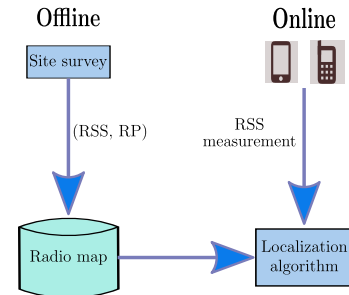 Offline
Online
Site survey
(RSS, RP)
RSS
measurement
Radio map
Localization
algorithm